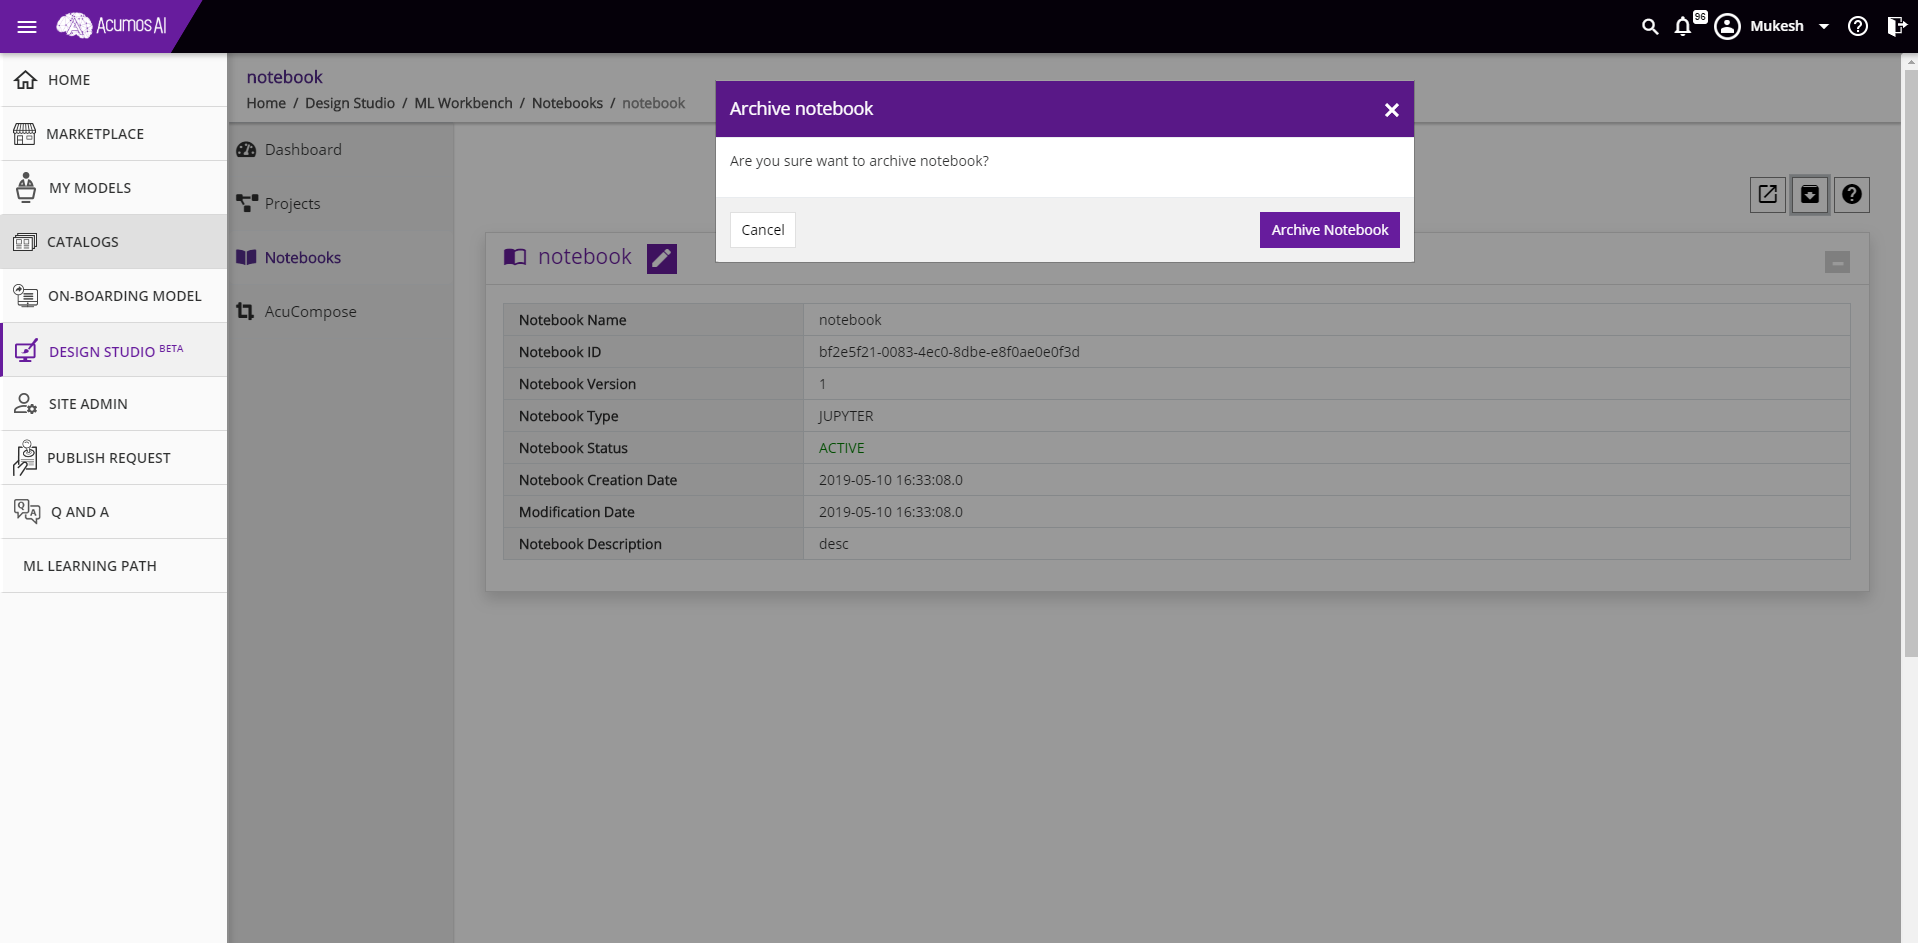 Acumos AI
96
Mukesh
HOME
MARKETPLACE
MY MODELS
CATALOGS
ON-BOARDING MODEL
DESIGN STUDIO BETA
SITE ADMIN
PUBLISH REQUEST
Q AND A
ML LEARNING PATH
notebook
Home / Design Studio / ML Workbench / Notebooks / notebook
Dashboard
Projects
Notebooks
AcuCompose
Archive notebook
Are you sure want to archive notebook?
Cancel
Archive Notebook
notebook
Notebook Name notebook
Notebook ID bf2e5f21-0083-4ec0-8dbe-e8f0ae0e0f3d
Notebook Version 1
Notebook Type JUPYTER
Notebook Status ACTIVE
Notebook Creation Date 2019-05-10 16:33:08.0
Modification Date 2019-05-10 16:33:08.0
Notebook Description desc